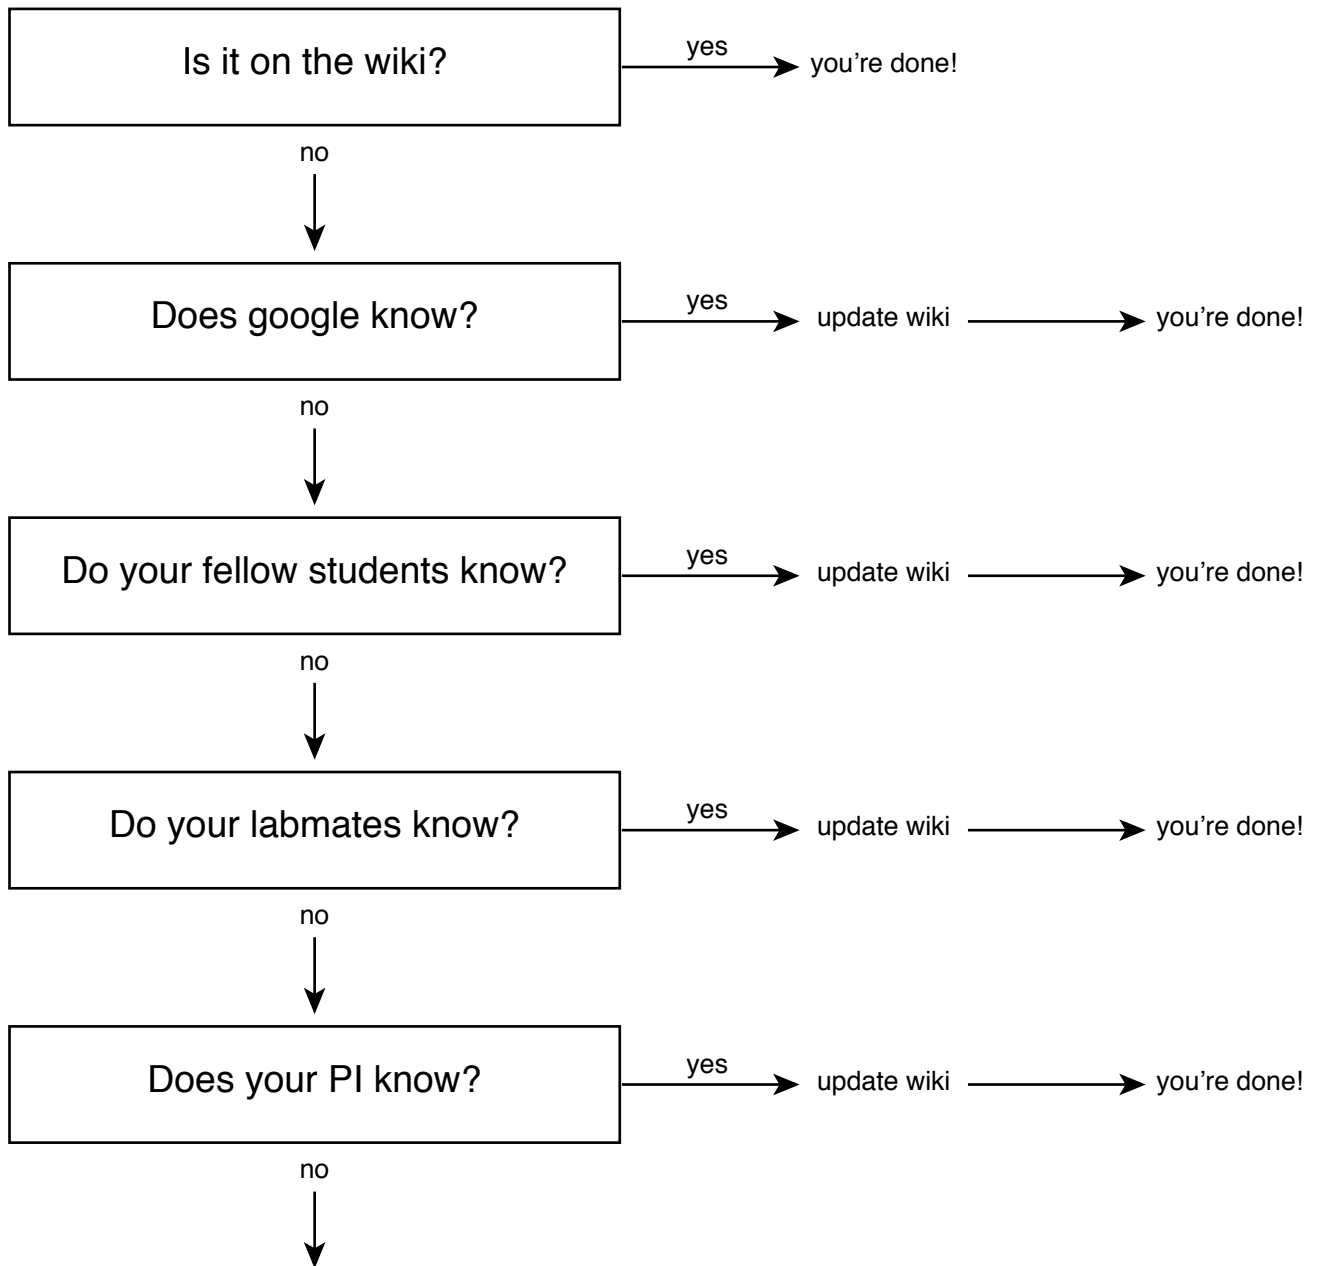 Is it on the wiki?
yes
you're done!
no
Does google know?
yes
update wiki
you're done!
no
Do your fellow students know?
yes
update wiki
you're done!
no
Do your labmates know?
yes
update wiki
you're done!
no
Does your PI know?
yes
update wiki
you're done!
no